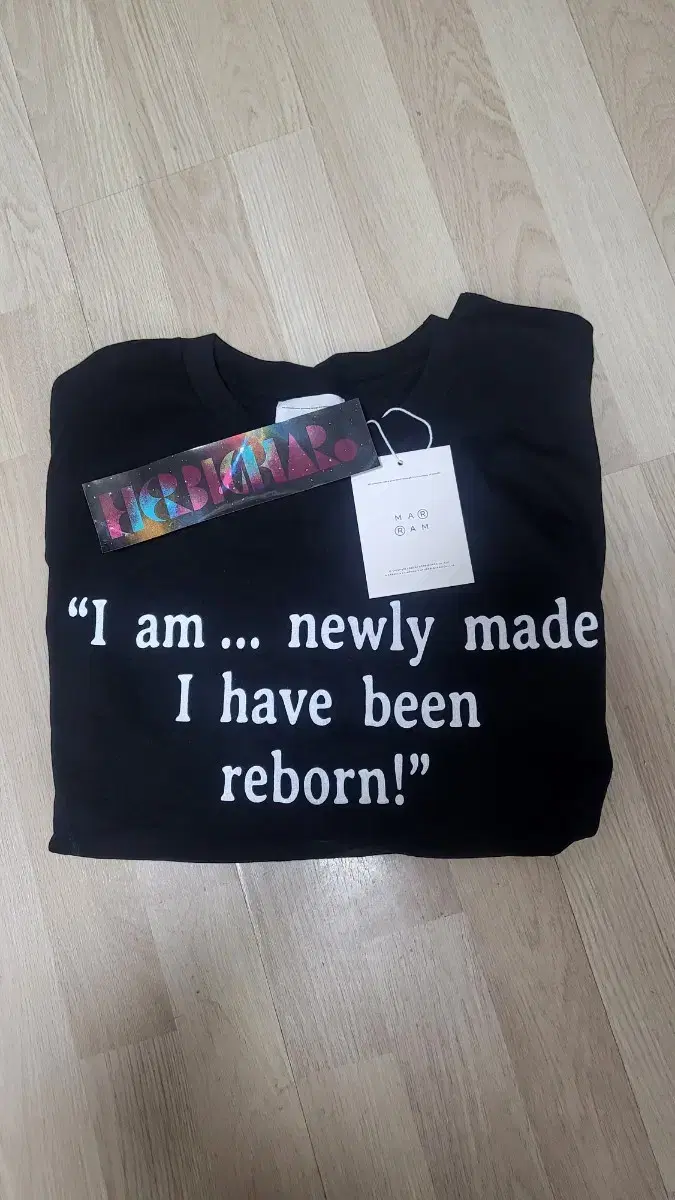 MAR
RAM
“I am ... newly made
I have been
reborn!”